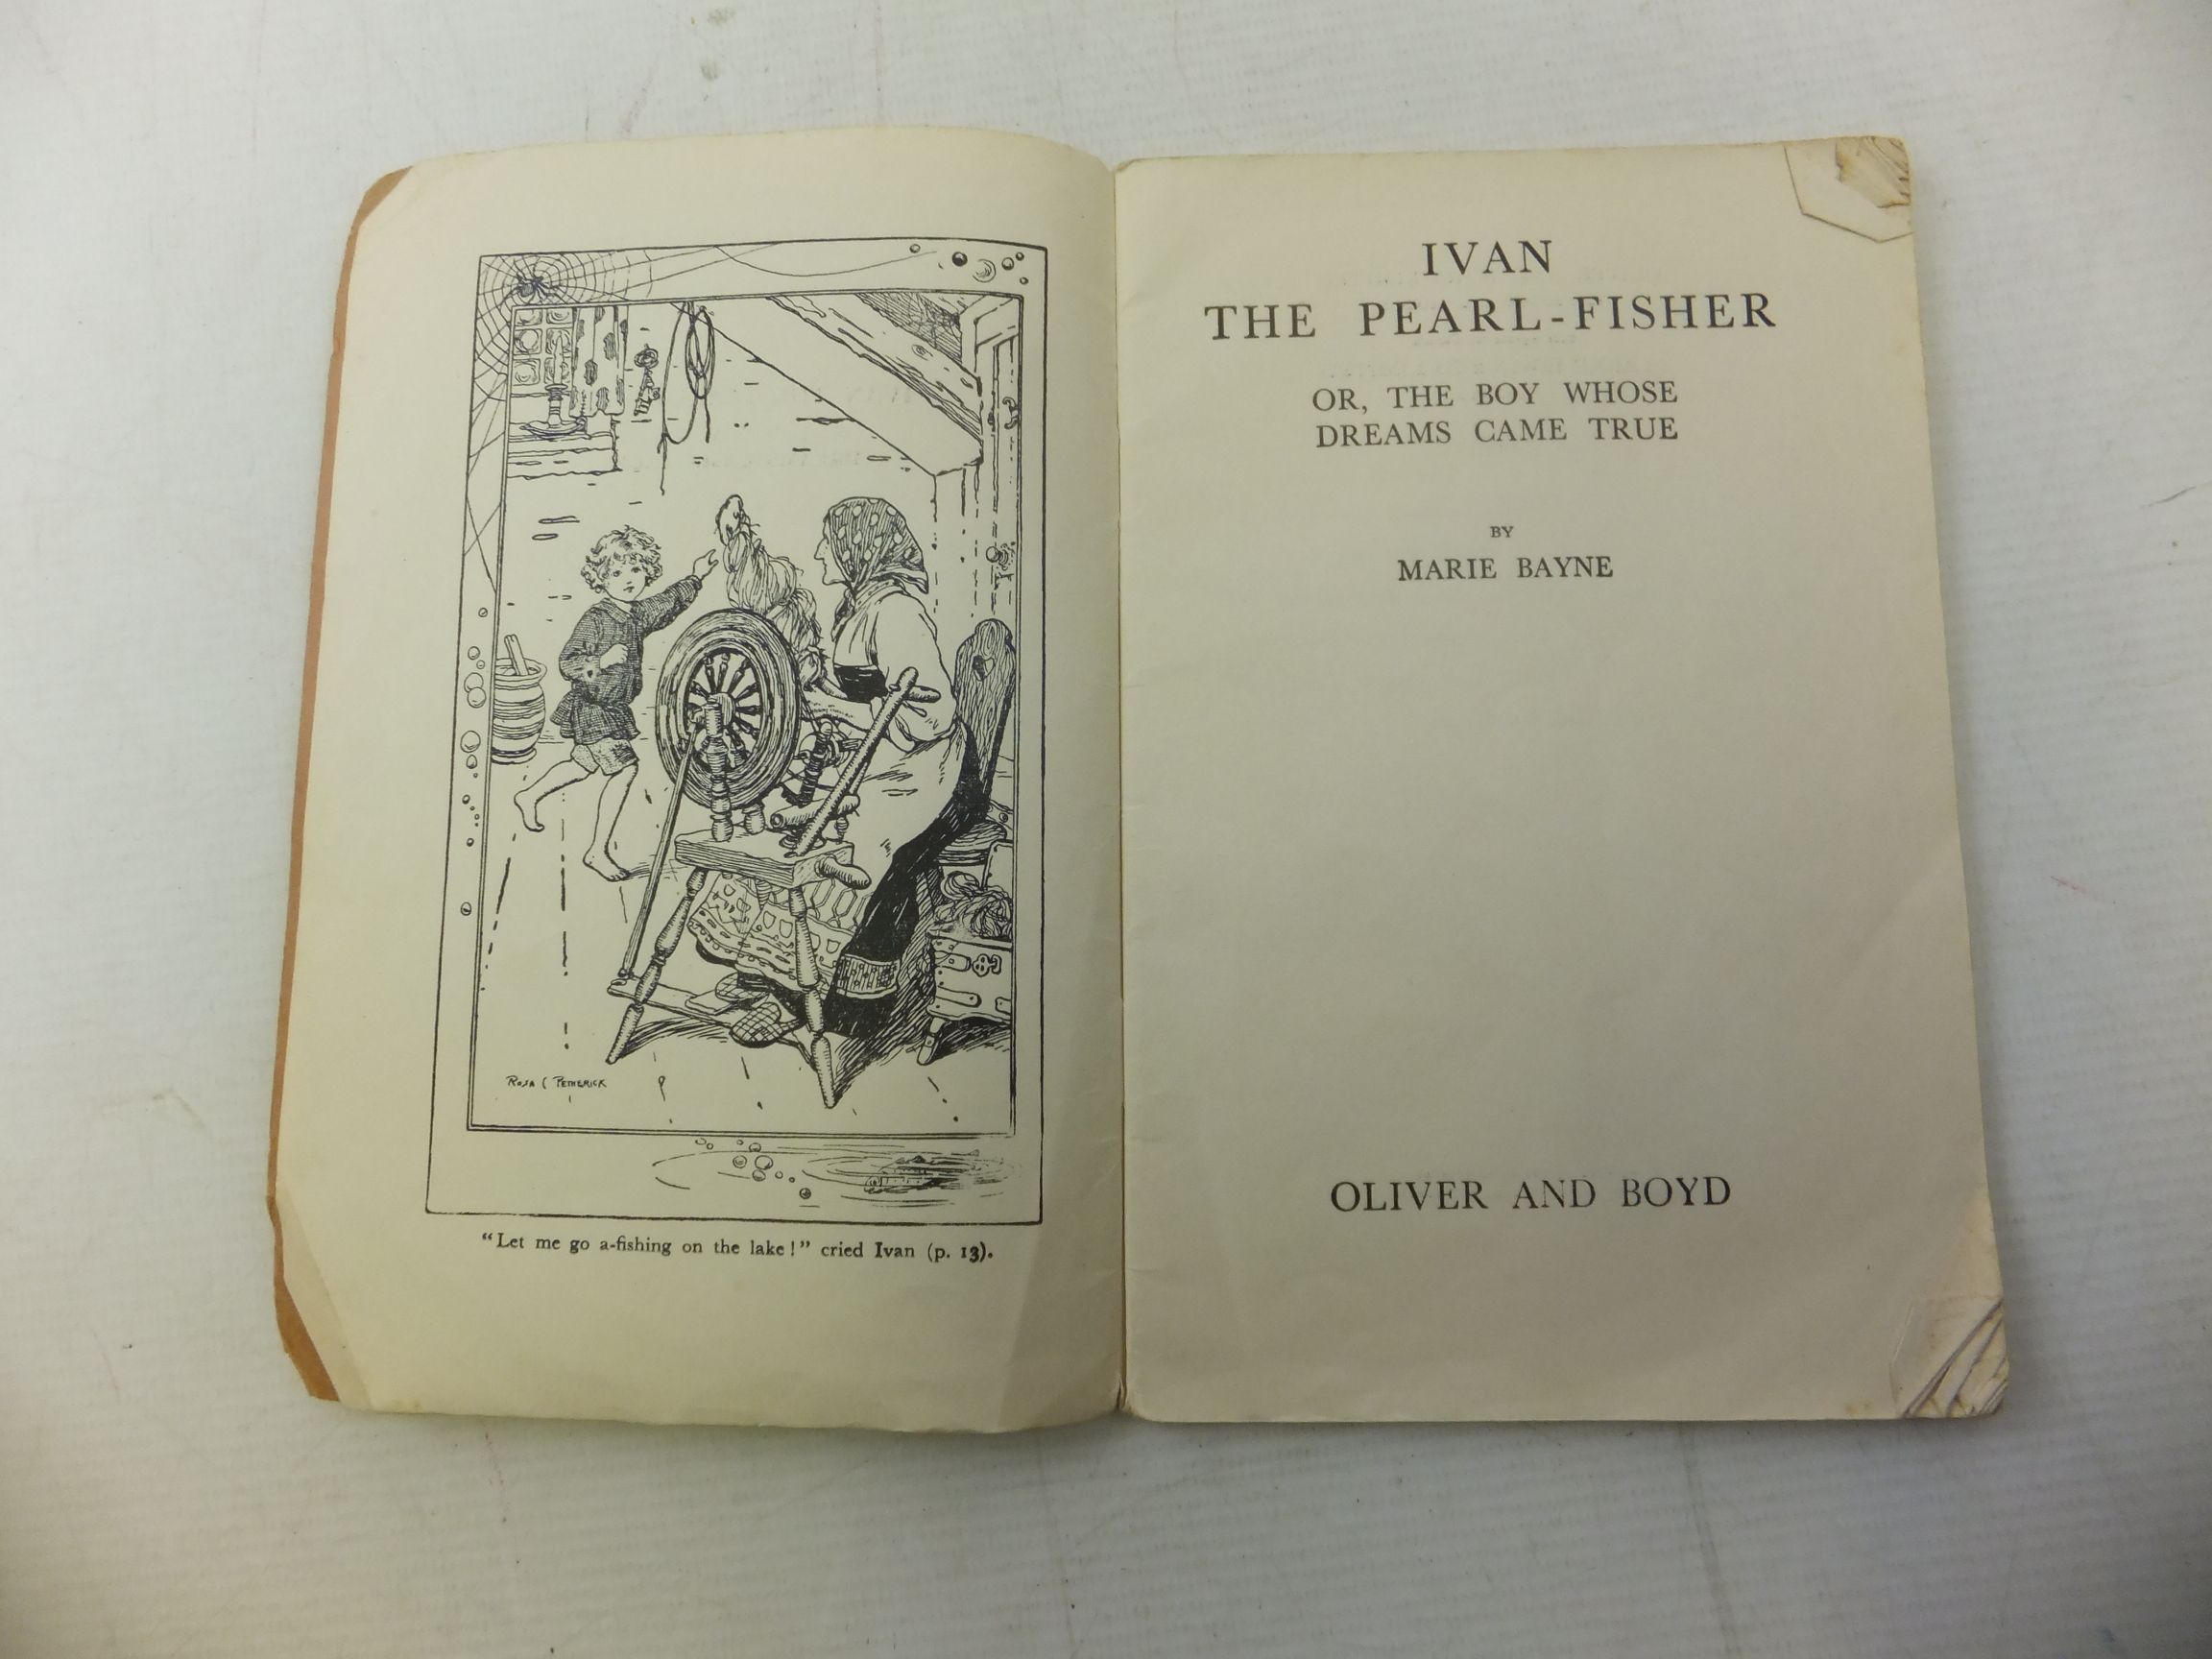 Rosa C Petherick
"Let me go a-fishing on the lake!" cried Ivan (p. 13).
IVAN
THE PEARL-FISHER
OR, THE BOY WHOSE
DREAMS CAME TRUE
BY
MARIE BAYNE
OLIVER AND BOYD